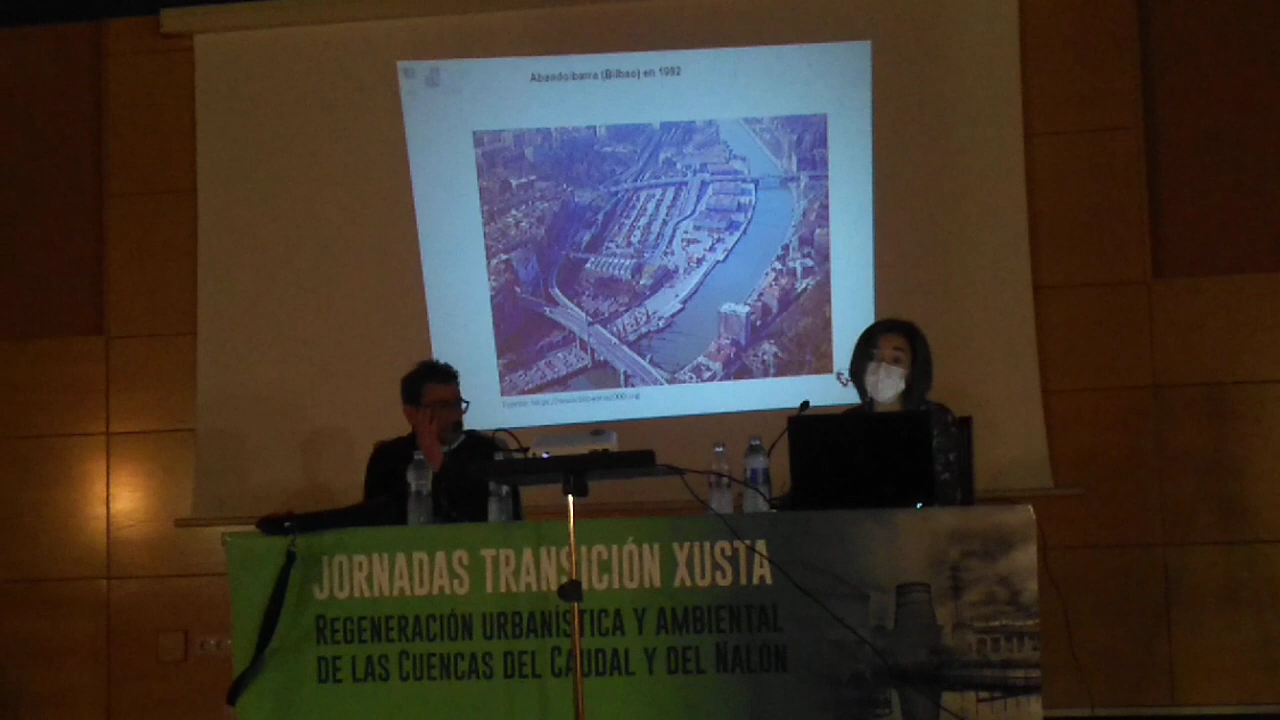 Abandoibarra (Bilbao) en 1992
JORNADAS TRANSICIÓN XUSTA
REGENERACIÓN URBANÍSTICA Y AMBIENTAL
DE LAS CUENCAS DEL CAUDAL Y DEL NALÓN